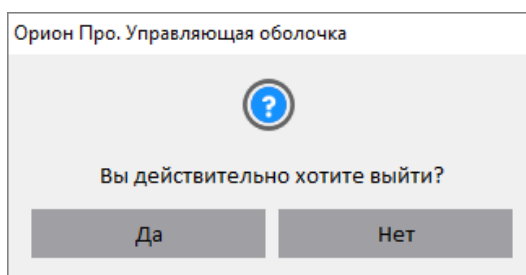 Орион Про. Управляющая оболочка
?
Вы действительно хотите выйти?
Да Нет